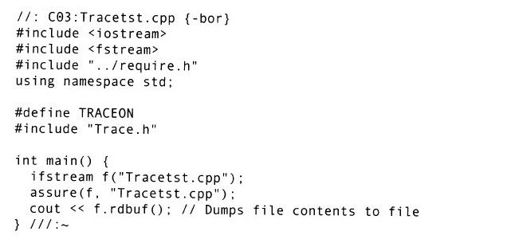 //: C03:Tracetst.cpp {-bor}
#include <iostream>
#include <fstream>
#include "../require.h"
using namespace std;

#define TRACEON
#include "Trace.h"

int main() {
  ifstream f("Tracetst.cpp");
  assure(f, "Tracetst.cpp");
  cout << f.rdbuf(); // Dumps file contents to file
} ///:~